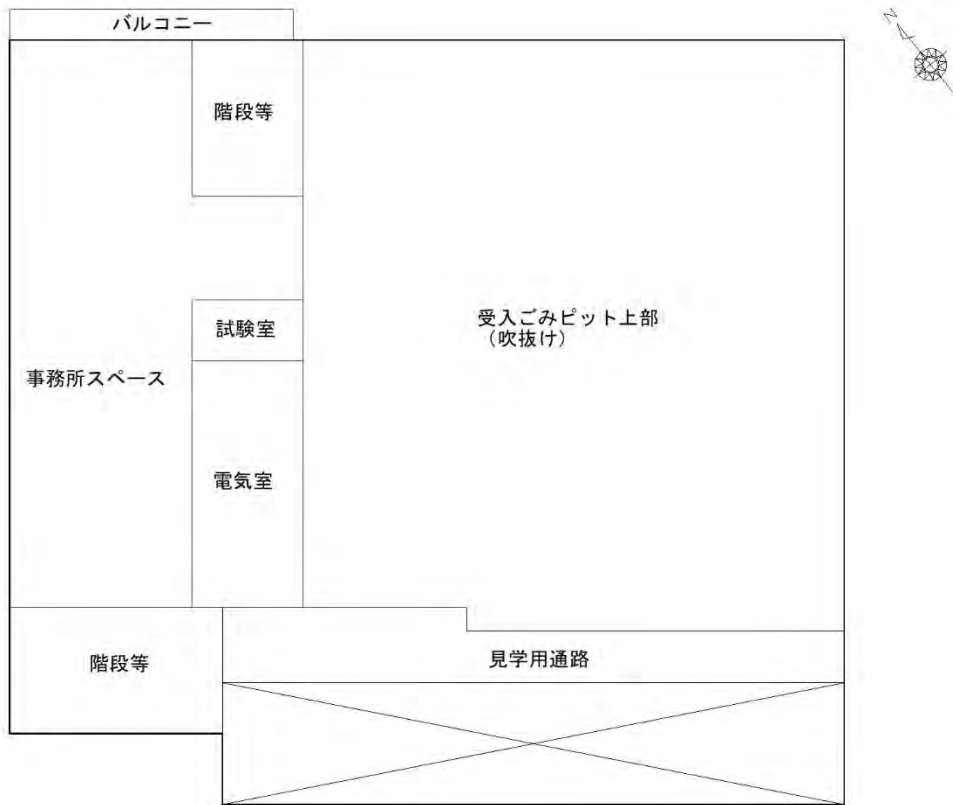 バルコニー
N
階段等
試験室
受入ごみピット上部
（吹抜け）
事務所スペース
電気室
階段等
見学用通路